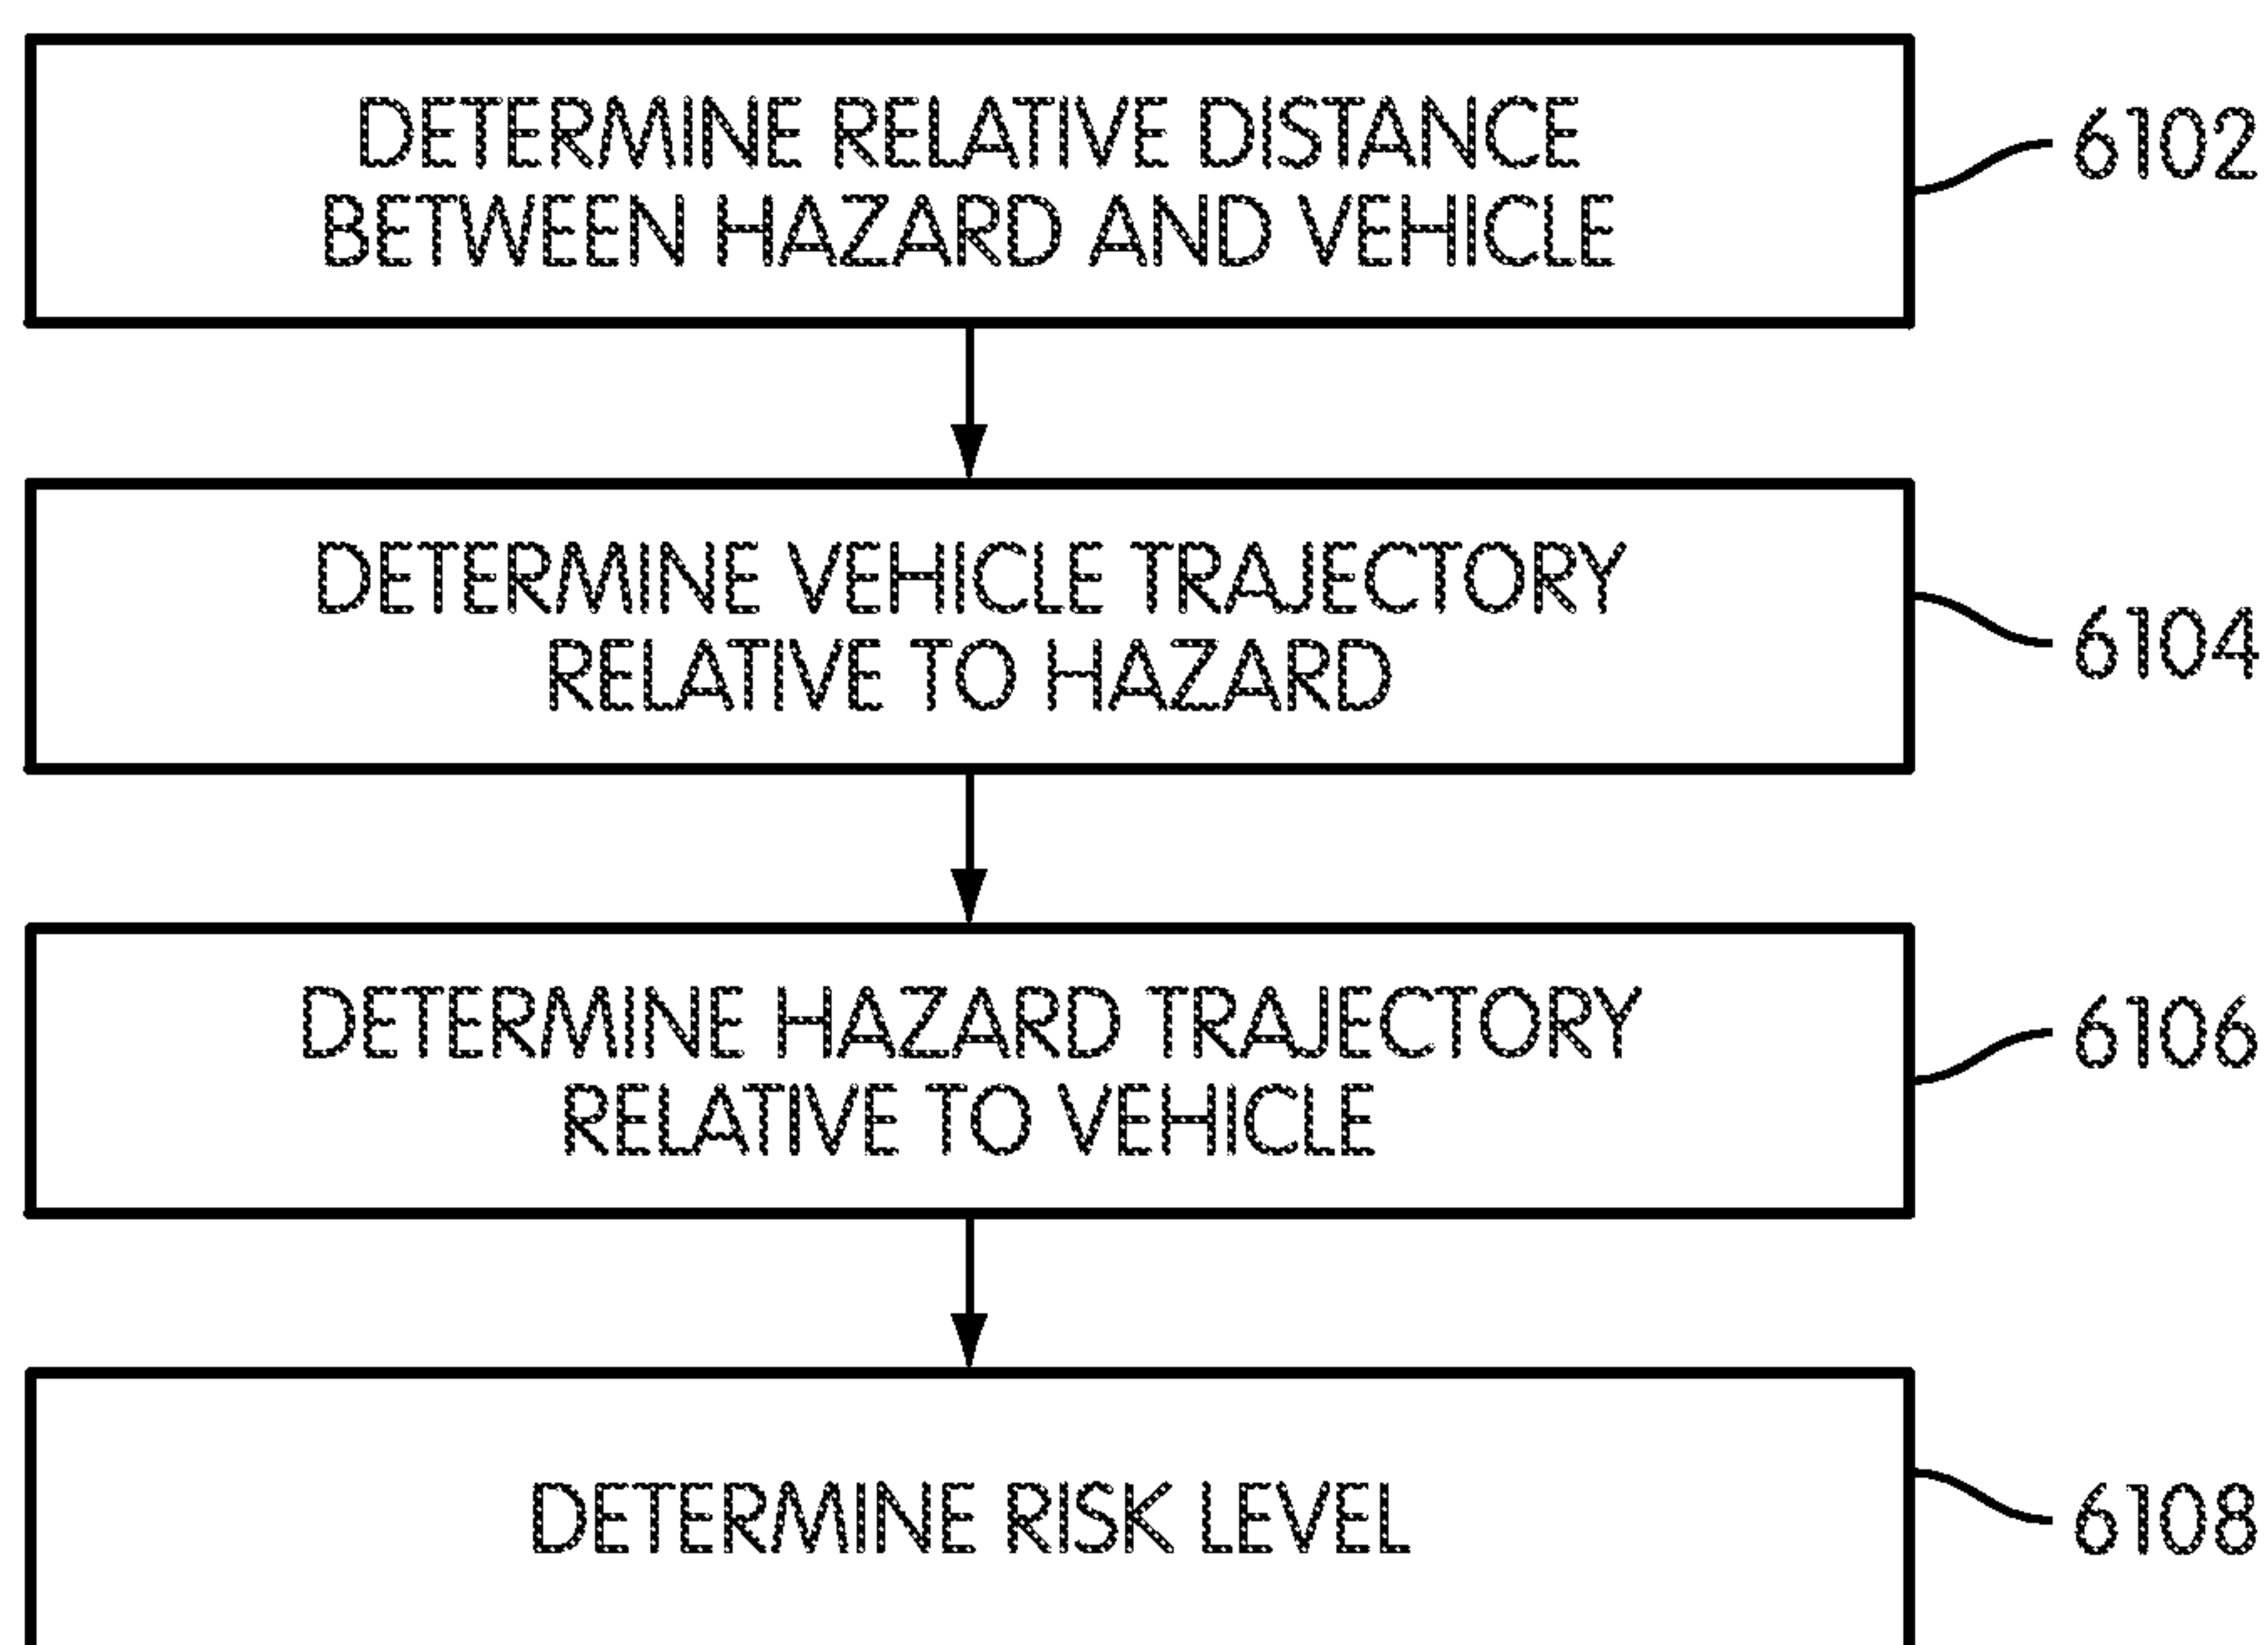 DETERMINE RELATIVE DISTANCE
BETWEEN HAZARD AND VEHICLE
6102
DETERMINE VEHICLE TRAJECTORY
RELATIVE TO HAZARD
6104
DETERMINE HAZARD TRAJECTORY
RELATIVE TO VEHICLE
6106
DETERMINE RISK LEVEL
6108